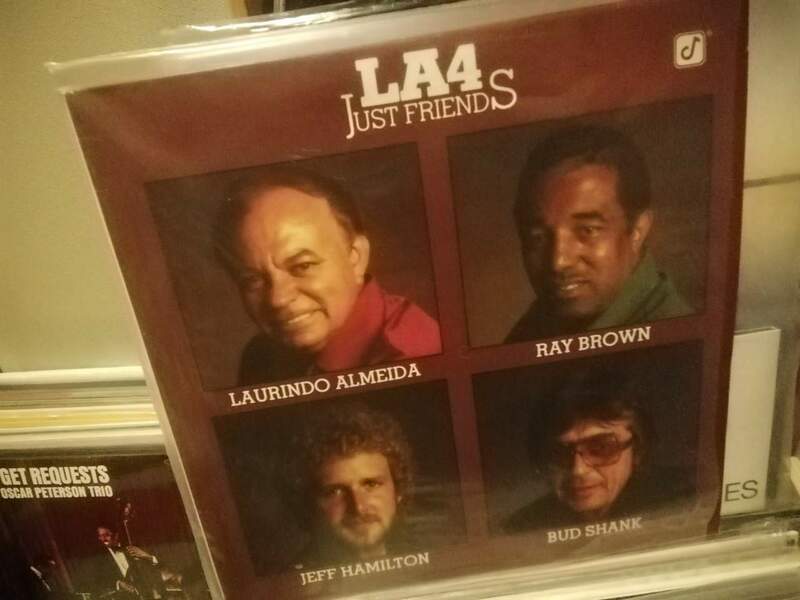 LA4
JUST FRIENDS
LAURINDO ALMEIDA
RAY BROWN
JEFF HAMILTON
BUD SHANK
GET REQUESTS
OSCAR PETERSON TRIO
ES